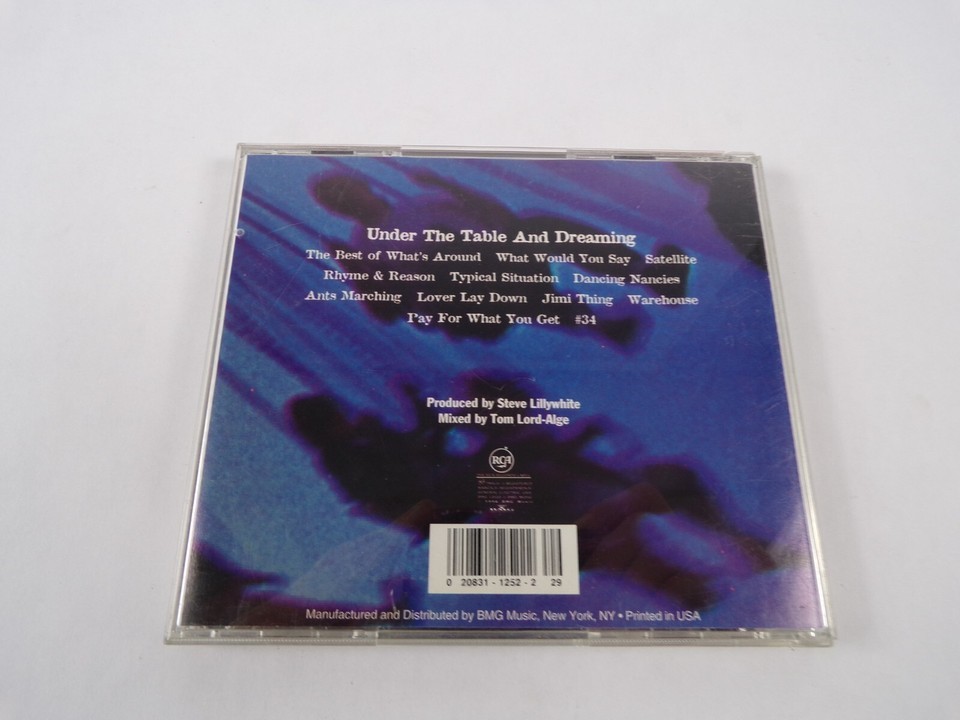 Under The Table And Dreaming
The Best of What's Around What Would You Say Satellite
Rhyme & Reason Typical Situation Dancing Nancies
Ants Marching Lover Lay Down Jimi Thing Warehouse
Pay For What You Get #34
Produced by Steve Lillywhite
Mixed by Tom Lord-Alge
RCA
0 20831-1252-2 29
Manufactured and Distributed by BMG Music, New York, NY • Printed in USA